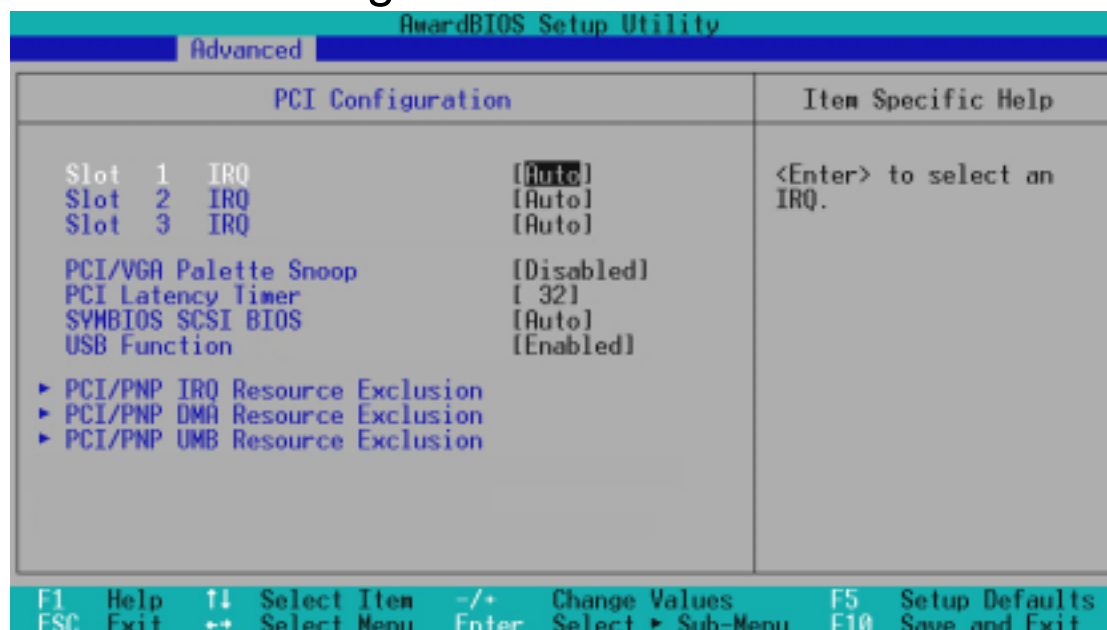 AwardBIOS Setup Utility
Advanced
PCI Configuration
Item Specific Help
Slot 1 IRQ [Auto]
Slot 2 IRQ [Auto]
Slot 3 IRQ [Auto]
PCI/VGA Palette Snoop [Disabled]
PCI Latency Timer [ 32]
SYMBIOS SCSI BIOS [Auto]
USB Function [Enabled]
▸ PCI/PNP IRQ Resource Exclusion
▸ PCI/PNP DMA Resource Exclusion
▸ PCI/PNP UMB Resource Exclusion
<Enter> to select an
IRQ.
F1 Help ↑↓ Select Item -/+ Change Values F5 Setup Defaults
ESC Exit ←→ Select Menu Enter Select ▸ Sub-Menu F10 Save and Exit